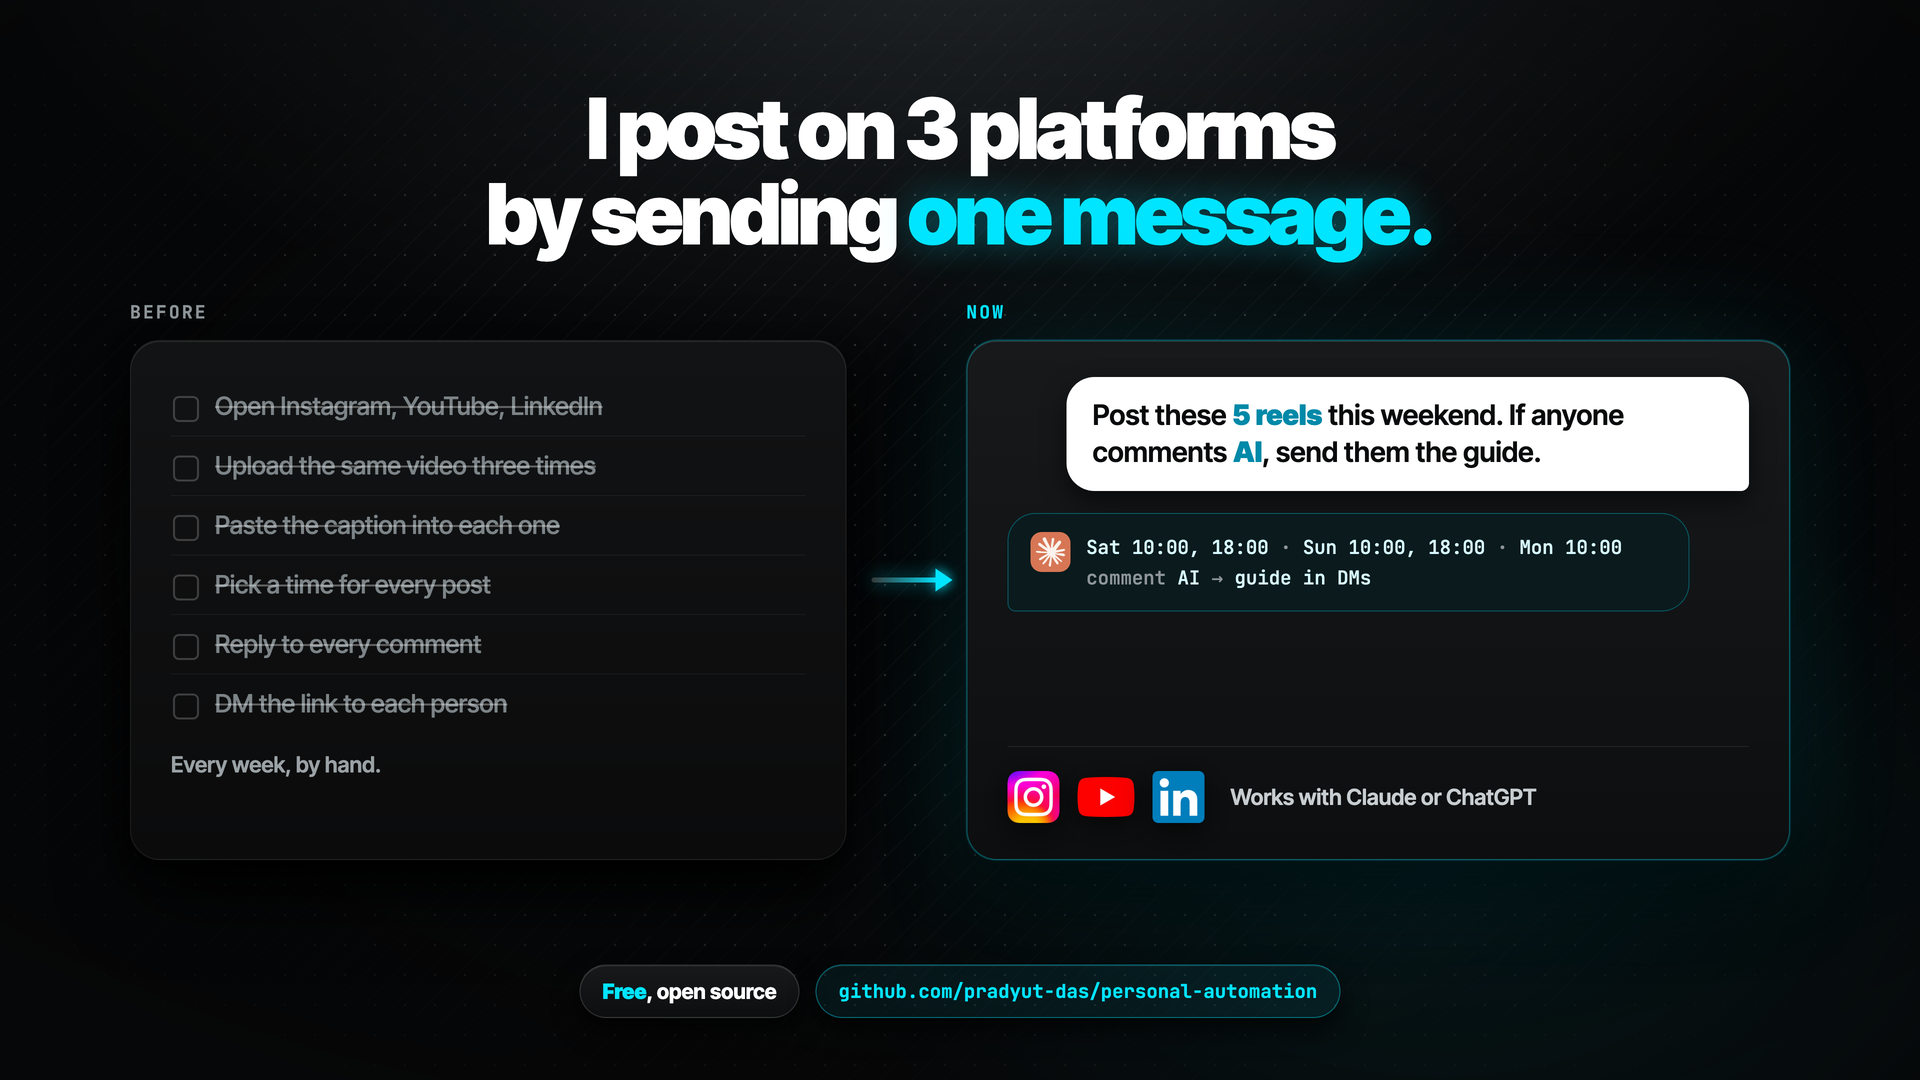 I post on 3 platforms
by sending one message.
BEFORE
Open Instagram, YouTube, LinkedIn
Upload the same video three times
Paste the caption into each one
Pick a time for every post
Reply to every comment
DM the link to each person
Every week, by hand.
NOW
Post these 5 reels this weekend. If anyone
comments AI, send them the guide.
Sat 10:00, 18:00 · Sun 10:00, 18:00 · Mon 10:00
comment AI → guide in DMs
in
Works with Claude or ChatGPT
Free, open source
github.com/pradyut-das/personal-automation